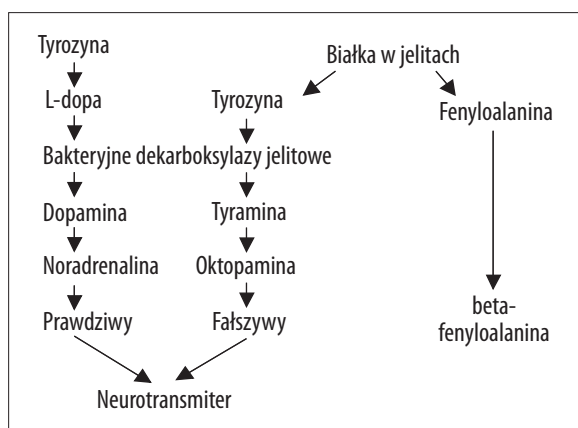 Tyrozyna
Białka w jelitach
L-dopa
Tyrozyna
Fenyloalanina
Bakteryjne dekarboksylazy jelitowe
Dopamina
Tyramina
Noradrenalina
Oktopamina
Prawdziwy
Fałszywy
beta-
fenyloalanina
Neurotransmiter